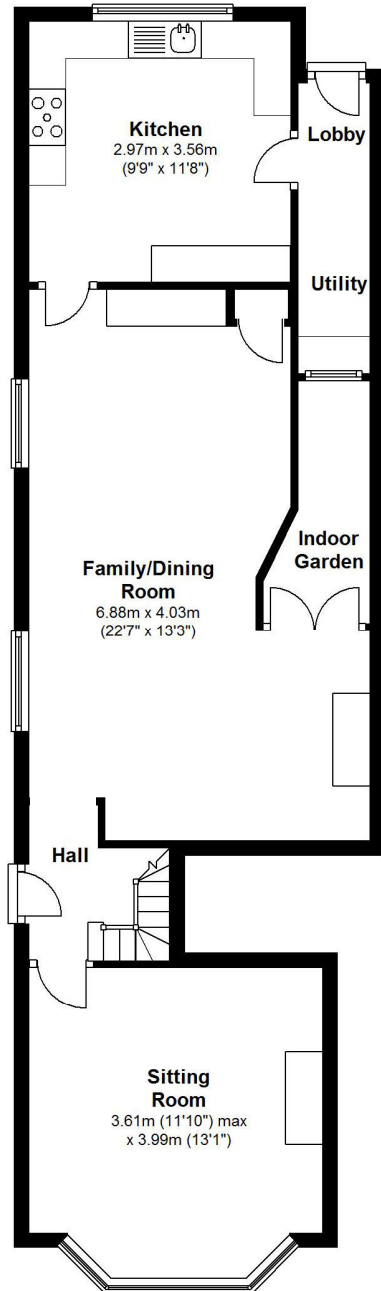 Kitchen
2.97m x 3.56m
(9'9" x 11'8")
Lobby
Utility
Indoor
Garden
Family/Dining
Room
6.88m x 4.03m
(22'7" x 13'3")
Hall
Sitting
Room
3.61m (11'10") max
x 3.99m (13'1")